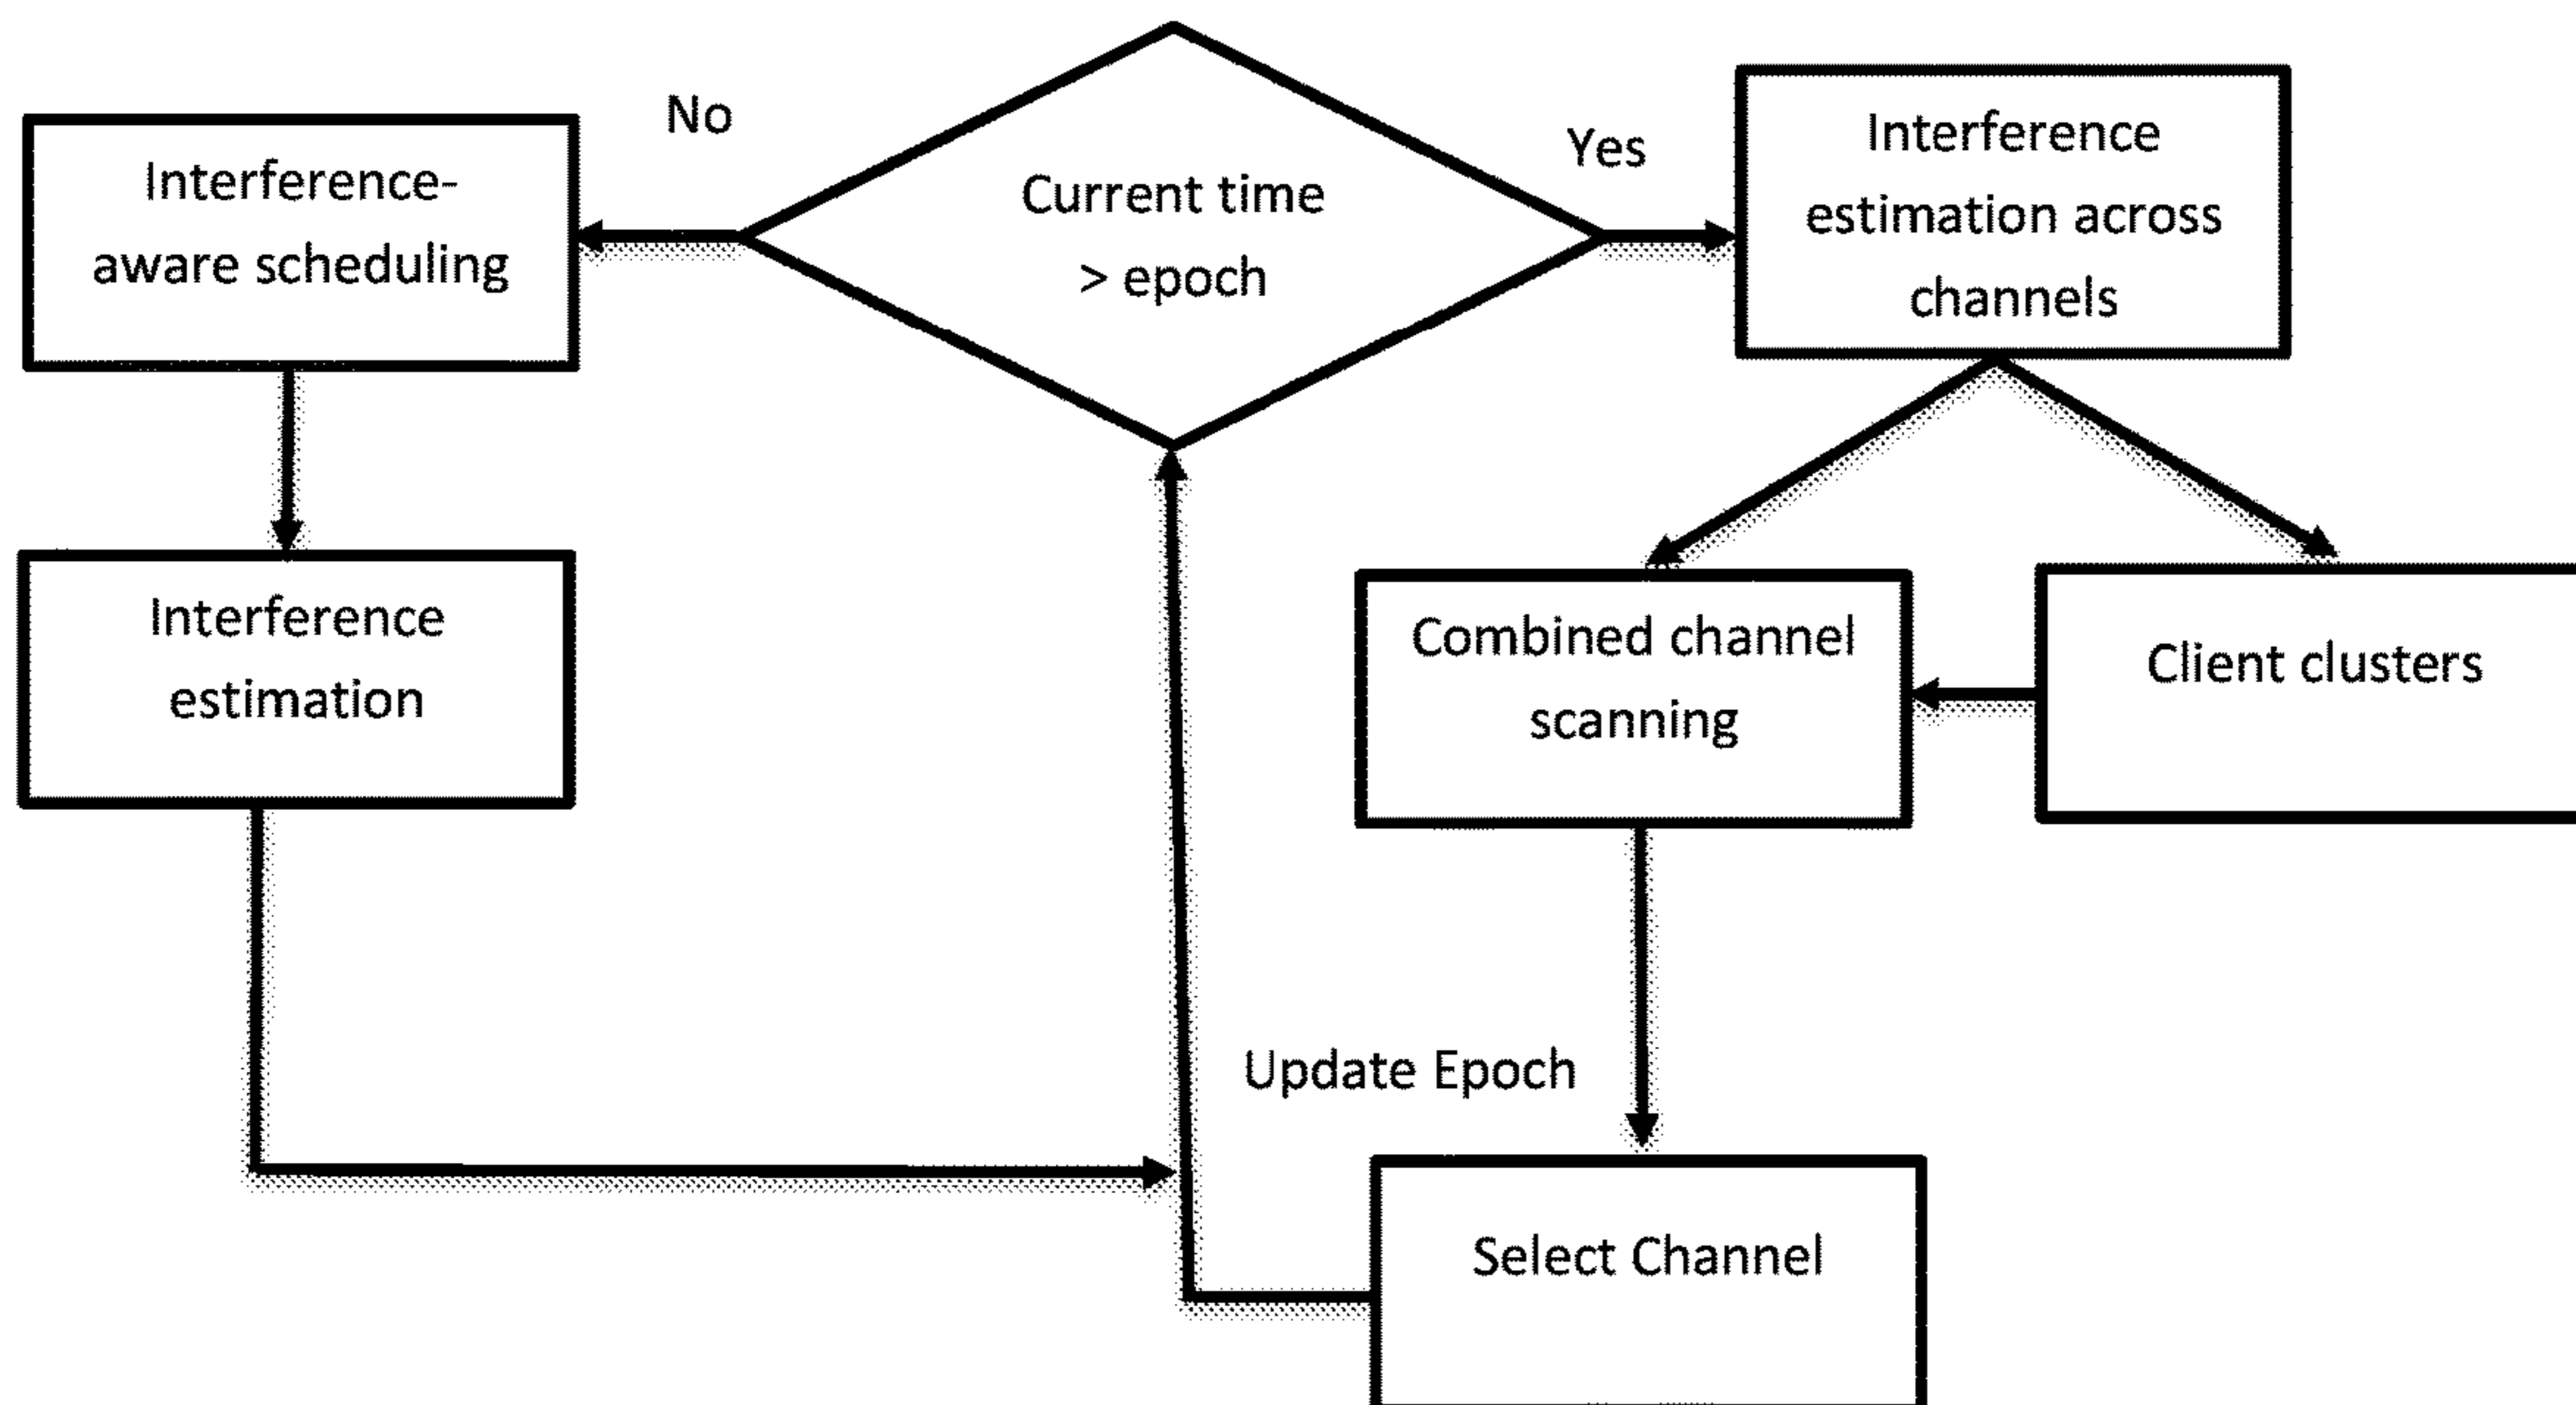 No
Yes
Interference-
aware scheduling
Current time
> epoch
Interference
estimation across
channels
Interference
estimation
Combined channel
scanning
Client clusters
Update Epoch
Select Channel